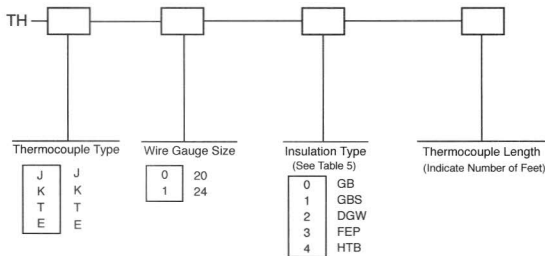 TH
Thermocouple Type
J J
K K
T T
E E
Wire Gauge Size
0 20
1 24
Insulation Type
(See Table 5)
0 GB
1 GBS
2 DGW
3 FEP
4 HTB
Thermocouple Length
(Indicate Number of Feet)